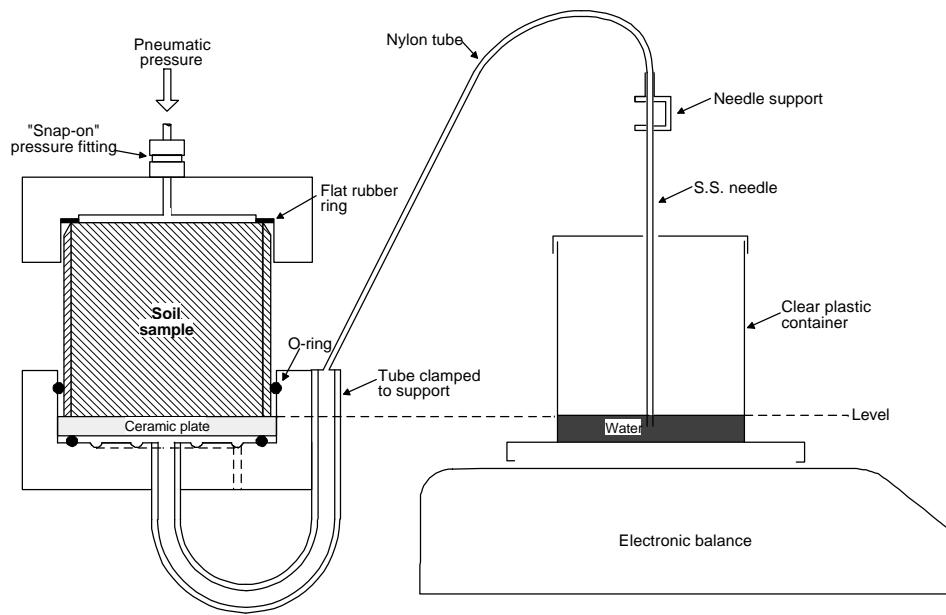 Pneumatic
pressure
"Snap-on"
pressure fitting
Flat rubber
ring
Soil
sample
O-ring
Tube clamped
to support
Ceramic plate
Nylon tube
Needle support
S.S. needle
Clear plastic
container
Level
Water
Electronic balance